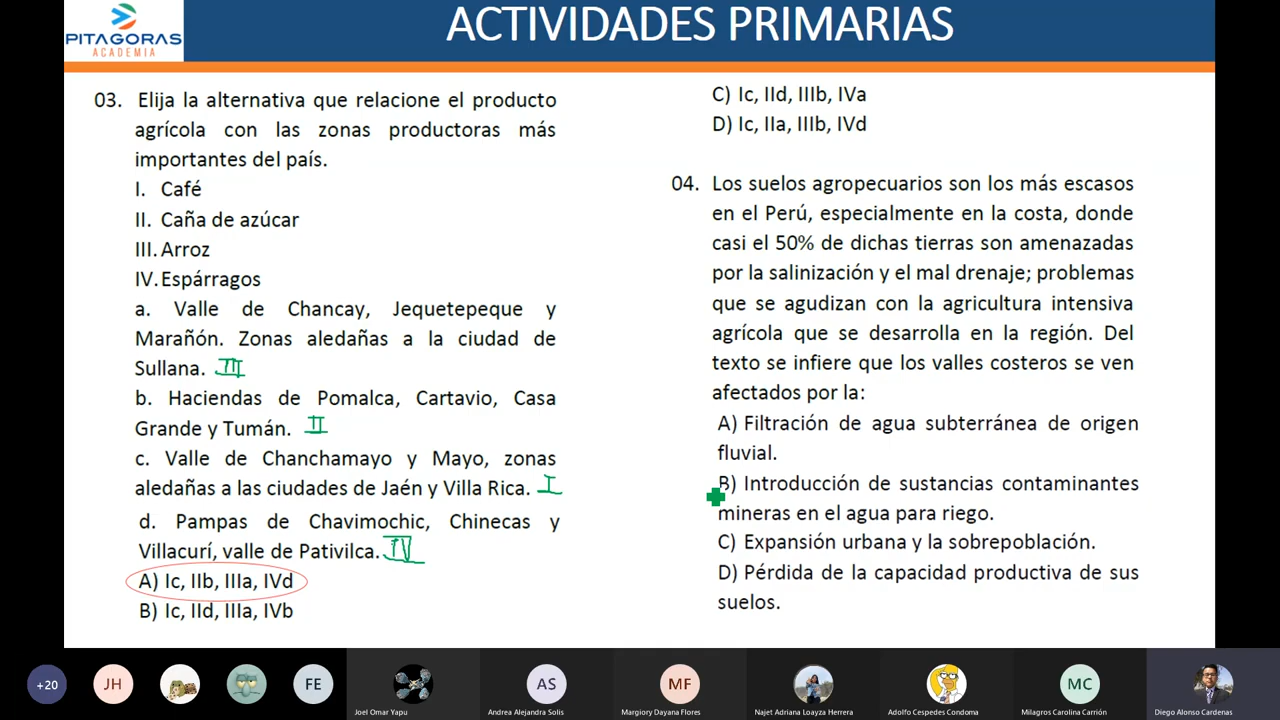 PITAGORAS
ACADEMIA
ACTIVIDADES PRIMARIAS
03. Elija la alternativa que relacione el producto
agrícola con las zonas productoras más
importantes del país.
I. Café
II. Caña de azúcar
III. Arroz
IV. Espárragos
a. Valle de Chancay, Jequetepeque y
Marañón. Zonas aledañas a la ciudad de
Sullana. III
b. Haciendas de Pomalca, Cartavio, Casa
Grande y Tumán. II
c. Valle de Chanchamayo y Mayo, zonas
aledañas a las ciudades de Jaén y Villa Rica. I
d. Pampas de Chavimochic, Chinecas y
Villacurí, valle de Pativilca. IV
A) Ic, IIb, IIIa, IVd
B) Ic, IId, IIIa, IVb
C) Ic, IId, IIIb, IVa
D) Ic, IIa, IIIb, IVd
04. Los suelos agropecuarios son los más escasos
en el Perú, especialmente en la costa, donde
casi el 50% de dichas tierras son amenazadas
por la salinización y el mal drenaje; problemas
que se agudizan con la agricultura intensiva
agrícola que se desarrolla en la región. Del
texto se infiere que los valles costeros se ven
afectados por la:
A) Filtración de agua subterránea de origen
fluvial.
B) Introducción de sustancias contaminantes
mineras en el agua para riego.
C) Expansión urbana y la sobrepoblación.
D) Pérdida de la capacidad productiva de sus
suelos.
+20
JH
FE
AS
MF
MC
Joel Omar Yapu
Andrea Alejandra Solis
Margiory Dayana Flores
Najet Adriana Loayza Herrera
Adolfo Cespedes Condoma
Milagros Carolina Carrión
Diego Alonso Cardenas